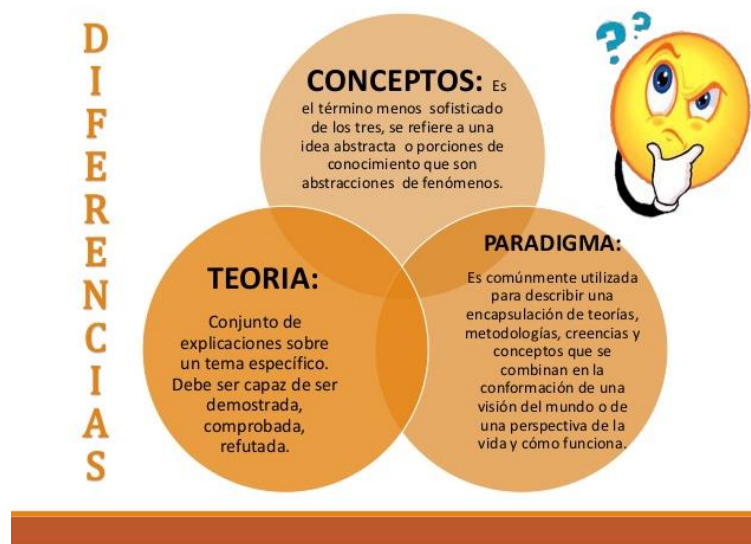 DIFERENCIAS
CONCEPTOS: Es
el término menos sofisticado
de los tres, se refiere a una
idea abstracta o porciones de
conocimiento que son
abstracciones de fenómenos.
??
TEORIA:
Conjunto de
explicaciones sobre
un tema específico.
Debe ser capaz de ser
demostrada,
comprobada,
refutada.
PARADIGMA:
Es comúnmente utilizada
para describir una
encapsulación de teorías,
metodologías, creencias y
conceptos que se
combinan en la
conformación de una
visión del mundo o de
una perspectiva de la
vida y cómo funciona.